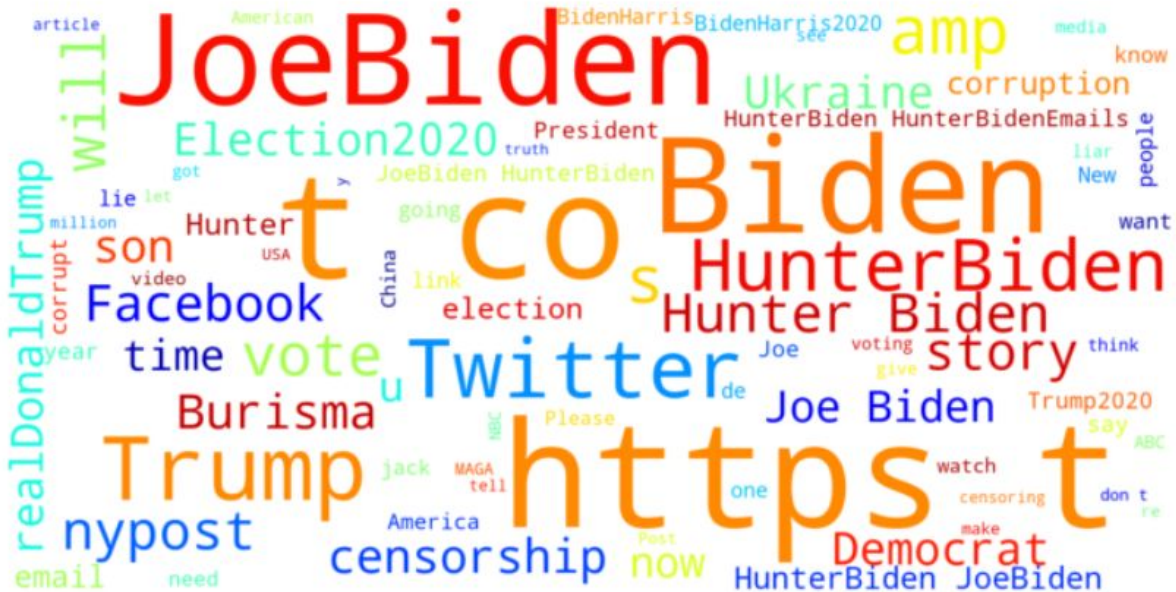 article
American
JoeBiden
BidenHarris
BidenHarris2020
see
amp
media
know
will
Ukraine
corruption
Election2020
President
HunterBiden HunterBidenEmails
people
truth
Biden
liar
New
realDonaldTrump
got
y
JoeBiden HunterBiden
lie
let
t
co
million
Hunter
going
want
corrupt
son
USA
China
s
HunterBiden
video
link
Facebook
election
Hunter Biden
year
time
vote
Twitter
Joe
voting
story
think
u
de
give
Burisma
Joe Biden
Trump2020
NBC
Please
say
ABC
Trump
https t
jack
MAGA
watch
tell
one
censoring
don t
nypost
America
re
make
censorship
Post
now
Democrat
email
need
HunterBiden JoeBiden